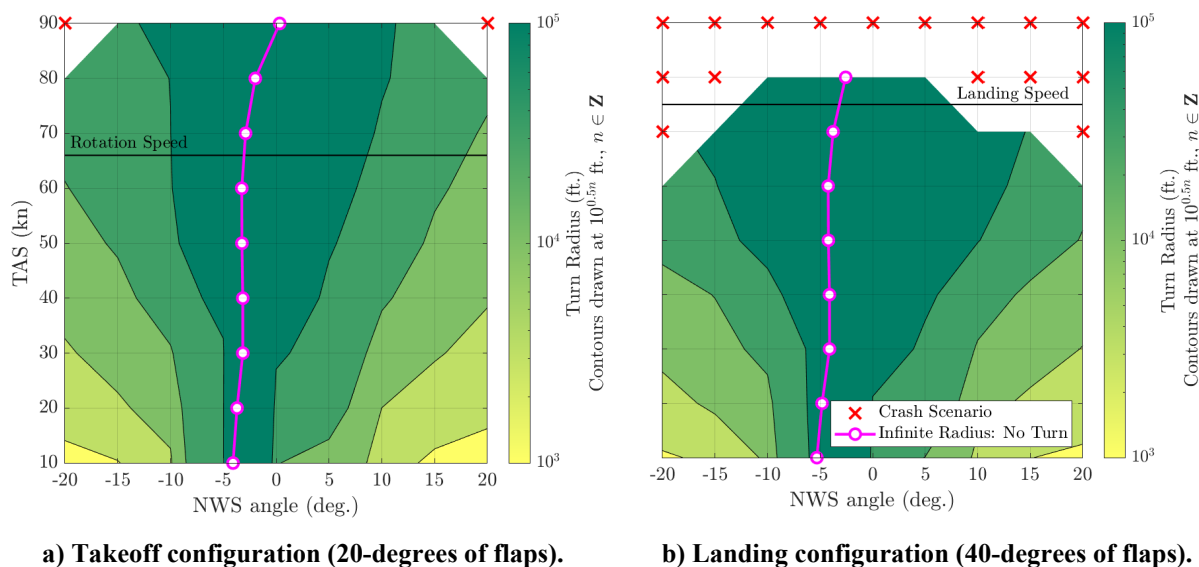 90
80
70
60
50
40
30
20
10
TAS (kn)
Rotation Speed
-20 -15 -10 -5 0 5 10 15 20
NWS angle (deg.)
10^5
10^4
10^3
Turn Radius (ft.)
Contours drawn at 10^{0.5n} ft., n ∈ Z
Landing Speed
Crash Scenario
Infinite Radius: No Turn
-20 -15 -10 -5 0 5 10 15 20
NWS angle (deg.)
10^5
10^4
10^3
Turn Radius (ft.)
Contours drawn at 10^{0.5n} ft., n ∈ Z
a) Takeoff configuration (20-degrees of flaps).
b) Landing configuration (40-degrees of flaps).